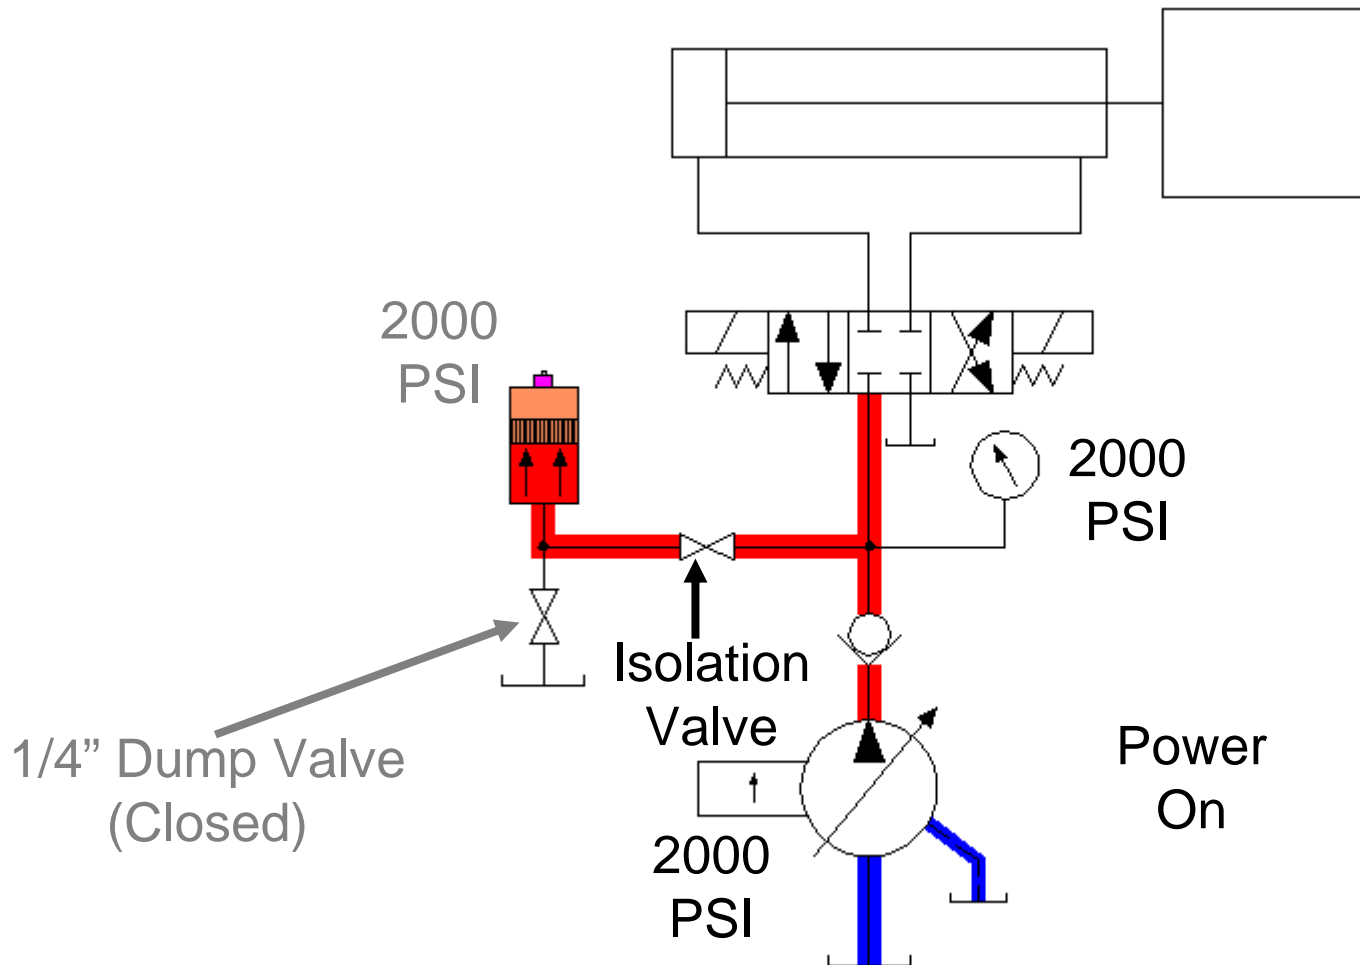 2000
PSI
2000
PSI
Isolation
Valve
1/4” Dump Valve
(Closed)
Power
On
2000
PSI